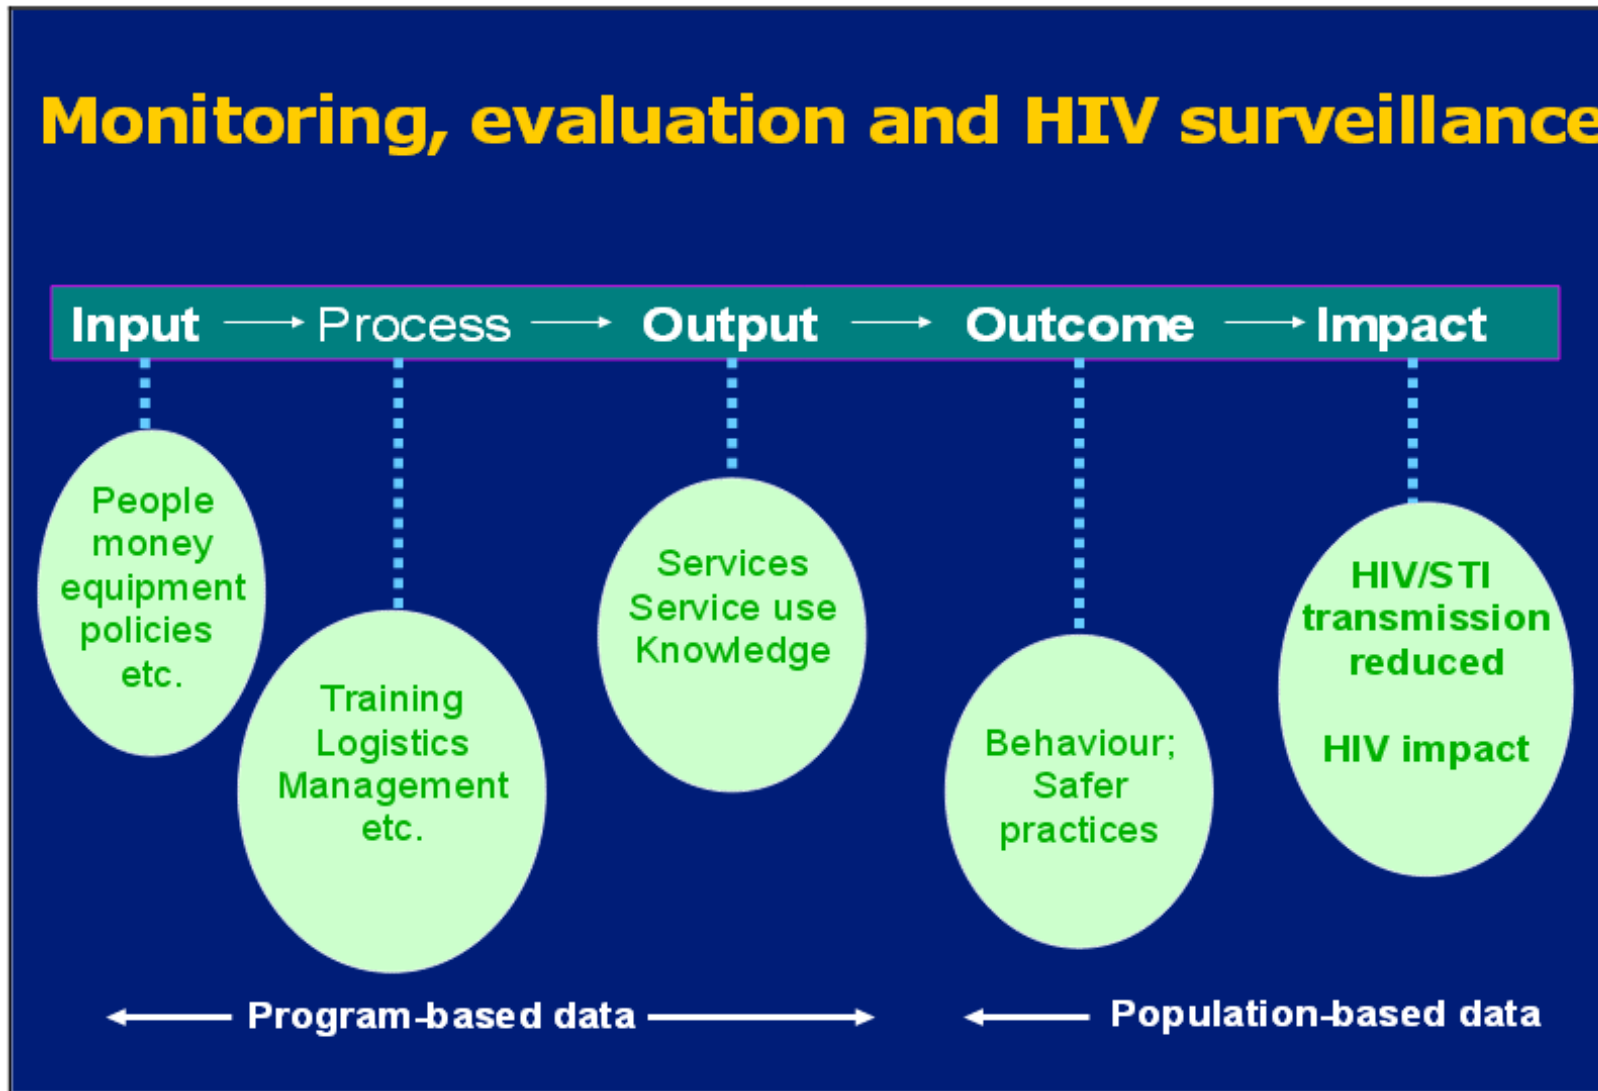 Monitoring, evaluation and HIV surveillance
Input Process Output Outcome Impact
People
money
equipment
policies
etc.
Training
Logistics
Management
etc.
Services
Service use
Knowledge
Behaviour;
Safer
practices
HIV/STI
transmission
reduced
HIV impact
Program-based data
Population-based data